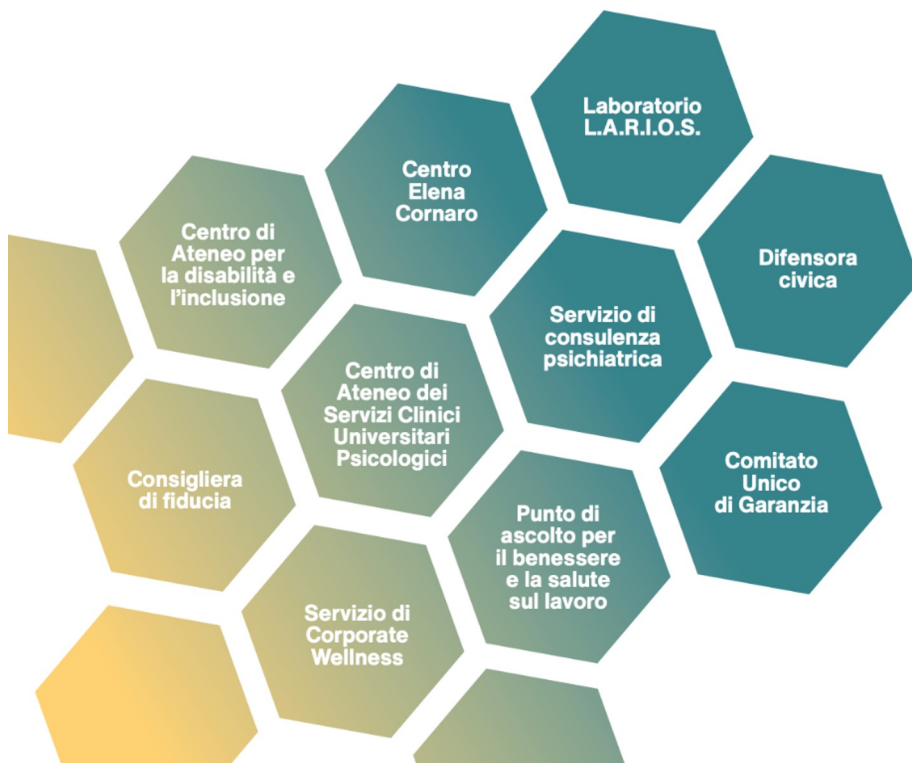 Laboratorio
L.A.R.I.O.S.
Centro
Elena
Cornaro
Centro di
Ateneo per
la disabilità e
l’inclusione
Difensora
civica
Servizio di
consulenza
psichiatrica
Centro di
Ateneo dei
Servizi Clinici
Universitari
Psicologici
Consigliera
di fiducia
Comitato
Unico
di Garanzia
Punto di
ascolto per
il benessere
e la salute
sul lavoro
Servizio di
Corporate
Wellness